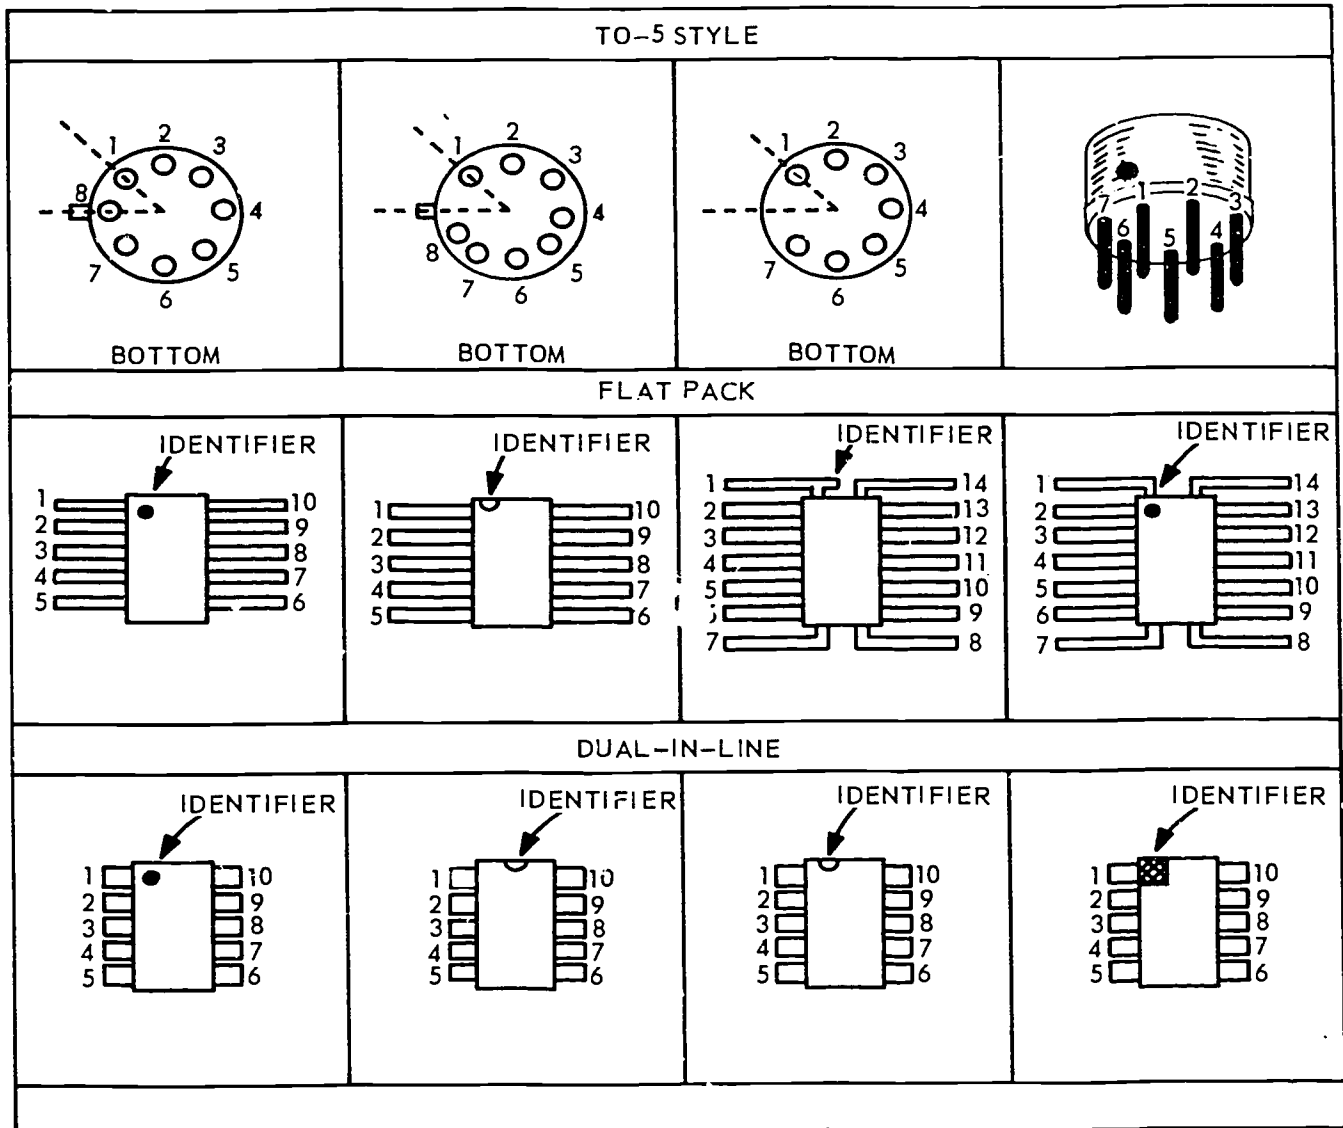 TO-5 STYLE
1 2 3 4 5 6 7 8
BOTTOM
1 2 3 4 5 6 7 8
BOTTOM
1 2 3 4 5 6 7
BOTTOM
7 1 2 3
6 5 4
FLAT PACK
IDENTIFIER
1 10
2 9
3 8
4 7
5 6
IDENTIFIER
1 10
2 9
3 8
4 7
5 6
IDENTIFIER
1 14
2 13
3 12
4 11
5 10
9
7 8
IDENTIFIER
1 14
2 13
3 12
4 11
5 10
6 9
7 8
DUAL-IN-LINE
IDENTIFIER
1 10
2 9
3 8
4 7
5 6
IDENTIFIER
1 10
2 9
3 8
4 7
5 6
IDENTIFIER
1 10
2 9
3 8
4 7
5 6
IDENTIFIER
1 10
2 9
3 8
4 7
5 6